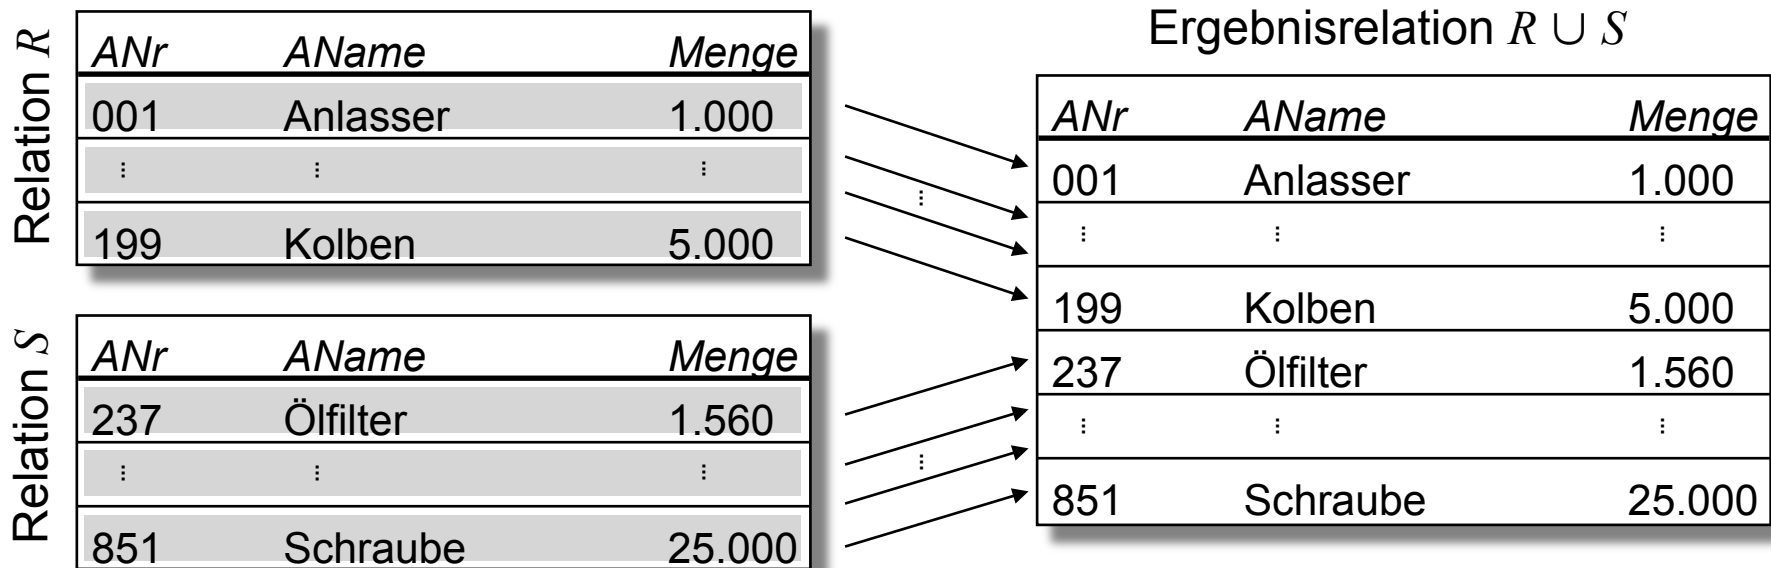 Relation R
ANr AName Menge
001 Anlasser 1.000
⋮ ⋮ ⋮
199 Kolben 5.000
Relation S
ANr AName Menge
237 Ölfilter 1.560
⋮ ⋮ ⋮
851 Schraube 25.000
⋮
⋮
Ergebnisrelation R ∪ S
ANr AName Menge
001 Anlasser 1.000
⋮ ⋮ ⋮
199 Kolben 5.000
237 Ölfilter 1.560
⋮ ⋮ ⋮
851 Schraube 25.000